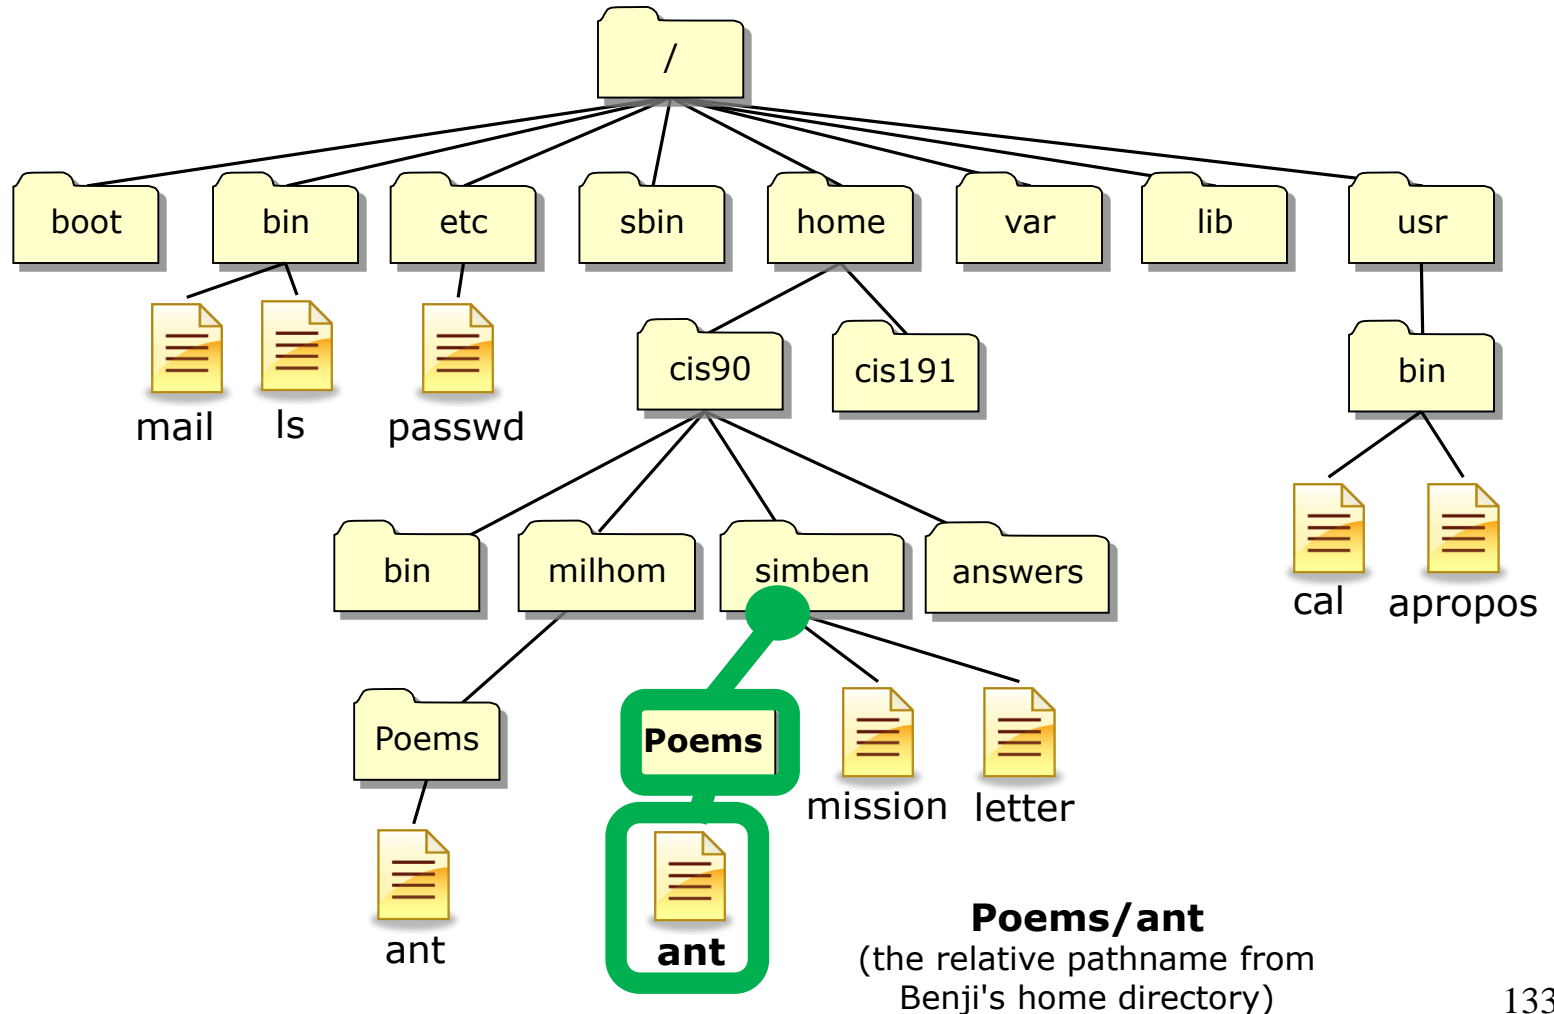 /
boot bin etc sbin home var lib usr
cis90 cis191 bin
mail ls passwd
bin milhom simben answers
cal apropos
Poems Poems
mission letter
ant ant
Poems/ant
(the relative pathname from
Benji's home directory)
133